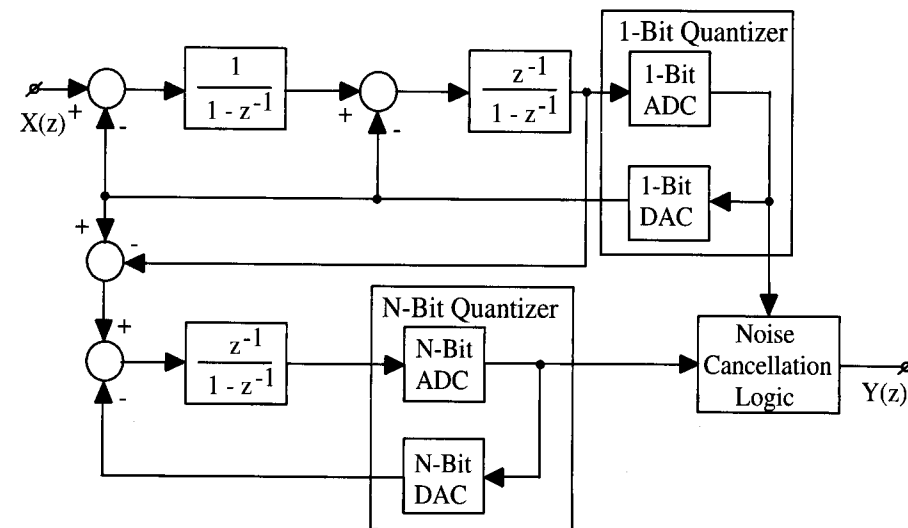 1-Bit Quantizer
1
1 - z⁻¹
z⁻¹
1 - z⁻¹
1-Bit
ADC
X(z)
+
-
+
-
1-Bit
DAC
+
-
+
-
z⁻¹
1 - z⁻¹
N-Bit Quantizer
N-Bit
ADC
N-Bit
DAC
Noise
Cancellation
Logic
Y(z)